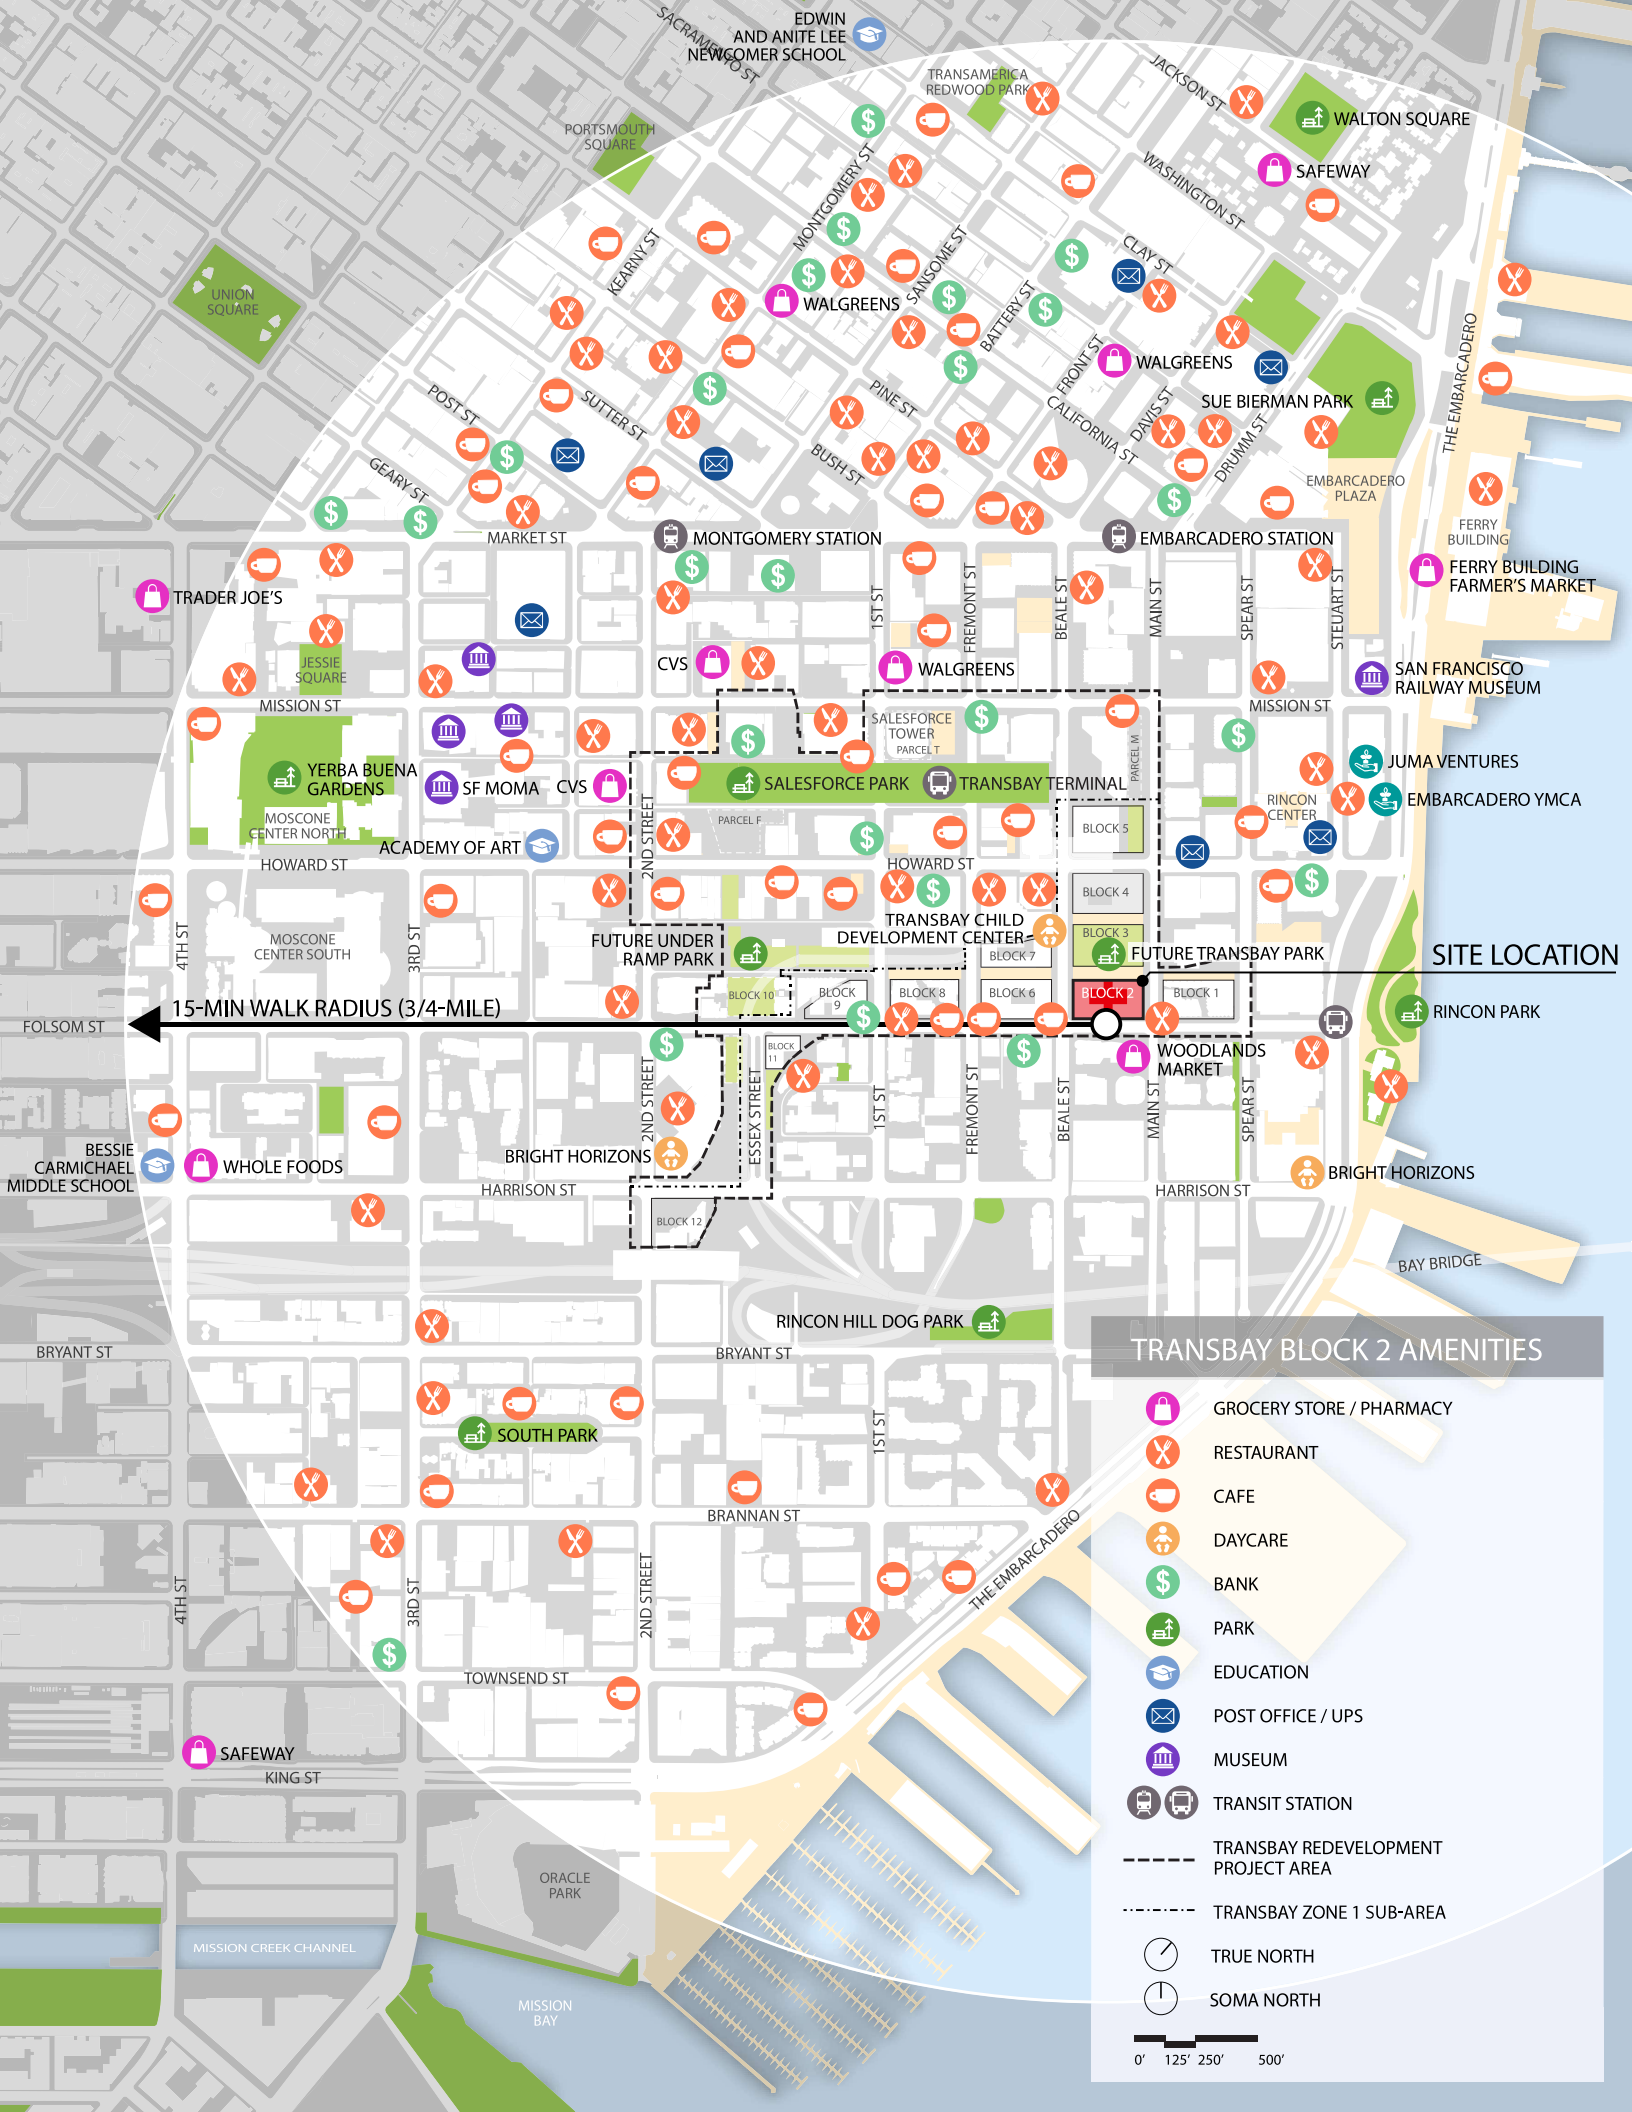 EDWIN
AND ANITE LEE
NEWCOMER SCHOOL
SACRAMENTO ST
TRANSAMERICA
REDWOOD PARK
JACKSON ST
WALTON SQUARE
PORTSMOUTH
SQUARE
MONTGOMERY ST
WASHINGTON ST
SAFEWAY
KEARNY ST
SANSOME ST
CLAY ST
UNION
SQUARE
WALGREENS
BATTERY ST
FRONT ST
WALGREENS
THE EMBARCADERO
POST ST
SUTTER ST
PINE ST
CALIFORNIA ST
DAVIS ST
SUE BIERMAN PARK
DRUMM ST
GEARY ST
BUSH ST
EMBARCADERO
PLAZA
MARKET ST
MONTGOMERY STATION
EMBARCADERO STATION
FERRY
BUILDING
FERRY BUILDING
FARMER'S MARKET
TRADER JOE'S
1ST ST
FREMONT ST
BEALE ST
MAIN ST
SPEAR ST
STEUART ST
JESSIE
SQUARE
CVS
WALGREENS
SAN FRANCISCO
RAILWAY MUSEUM
MISSION ST
MISSION ST
SALESFORCE
TOWER
PARCEL T
PARCEL M
JUMA VENTURES
YERBA BUENA
GARDENS
SF MOMA
CVS
SALESFORCE PARK
TRANSBAY TERMINAL
EMBARCADERO YMCA
RINCON
CENTER
MOSCONE
CENTER NORTH
2ND STREET
PARCEL F
BLOCK 5
ACADEMY OF ART
HOWARD ST
HOWARD ST
BLOCK 4
TRANSBAY CHILD
DEVELOPMENT CENTER
BLOCK 3
4TH ST
MOSCONE
CENTER SOUTH
3RD ST
FUTURE UNDER
RAMP PARK
BLOCK 7
FUTURE TRANSBAY PARK
SITE LOCATION
BLOCK 10
BLOCK
9
BLOCK 8
BLOCK 6
BLOCK 2
BLOCK 1
15-MIN WALK RADIUS (3/4-MILE)
RINCON PARK
FOLSOM ST
BLOCK
11
WOODLANDS
MARKET
2ND STREET
ESSEX STREET
1ST ST
FREMONT ST
BEALE ST
MAIN ST
SPEAR ST
BESSIE
CARMICHAEL
MIDDLE SCHOOL
WHOLE FOODS
BRIGHT HORIZONS
BRIGHT HORIZONS
HARRISON ST
HARRISON ST
BLOCK 12
BAY BRIDGE
RINCON HILL DOG PARK
BRYANT ST
BRYANT ST
SOUTH PARK
1ST ST
BRANNAN ST
THE EMBARCADERO
4TH ST
3RD ST
2ND STREET
TOWNSEND ST
SAFEWAY
KING ST
ORACLE
PARK
MISSION CREEK CHANNEL
MISSION
BAY
TRANSBAY BLOCK 2 AMENITIES
GROCERY STORE / PHARMACY
RESTAURANT
CAFE
DAYCARE
$ BANK
PARK
EDUCATION
POST OFFICE / UPS
MUSEUM
TRANSIT STATION
TRANSBAY REDEVELOPMENT
PROJECT AREA
TRANSBAY ZONE 1 SUB-AREA
TRUE NORTH
SOMA NORTH
0' 125' 250' 500'